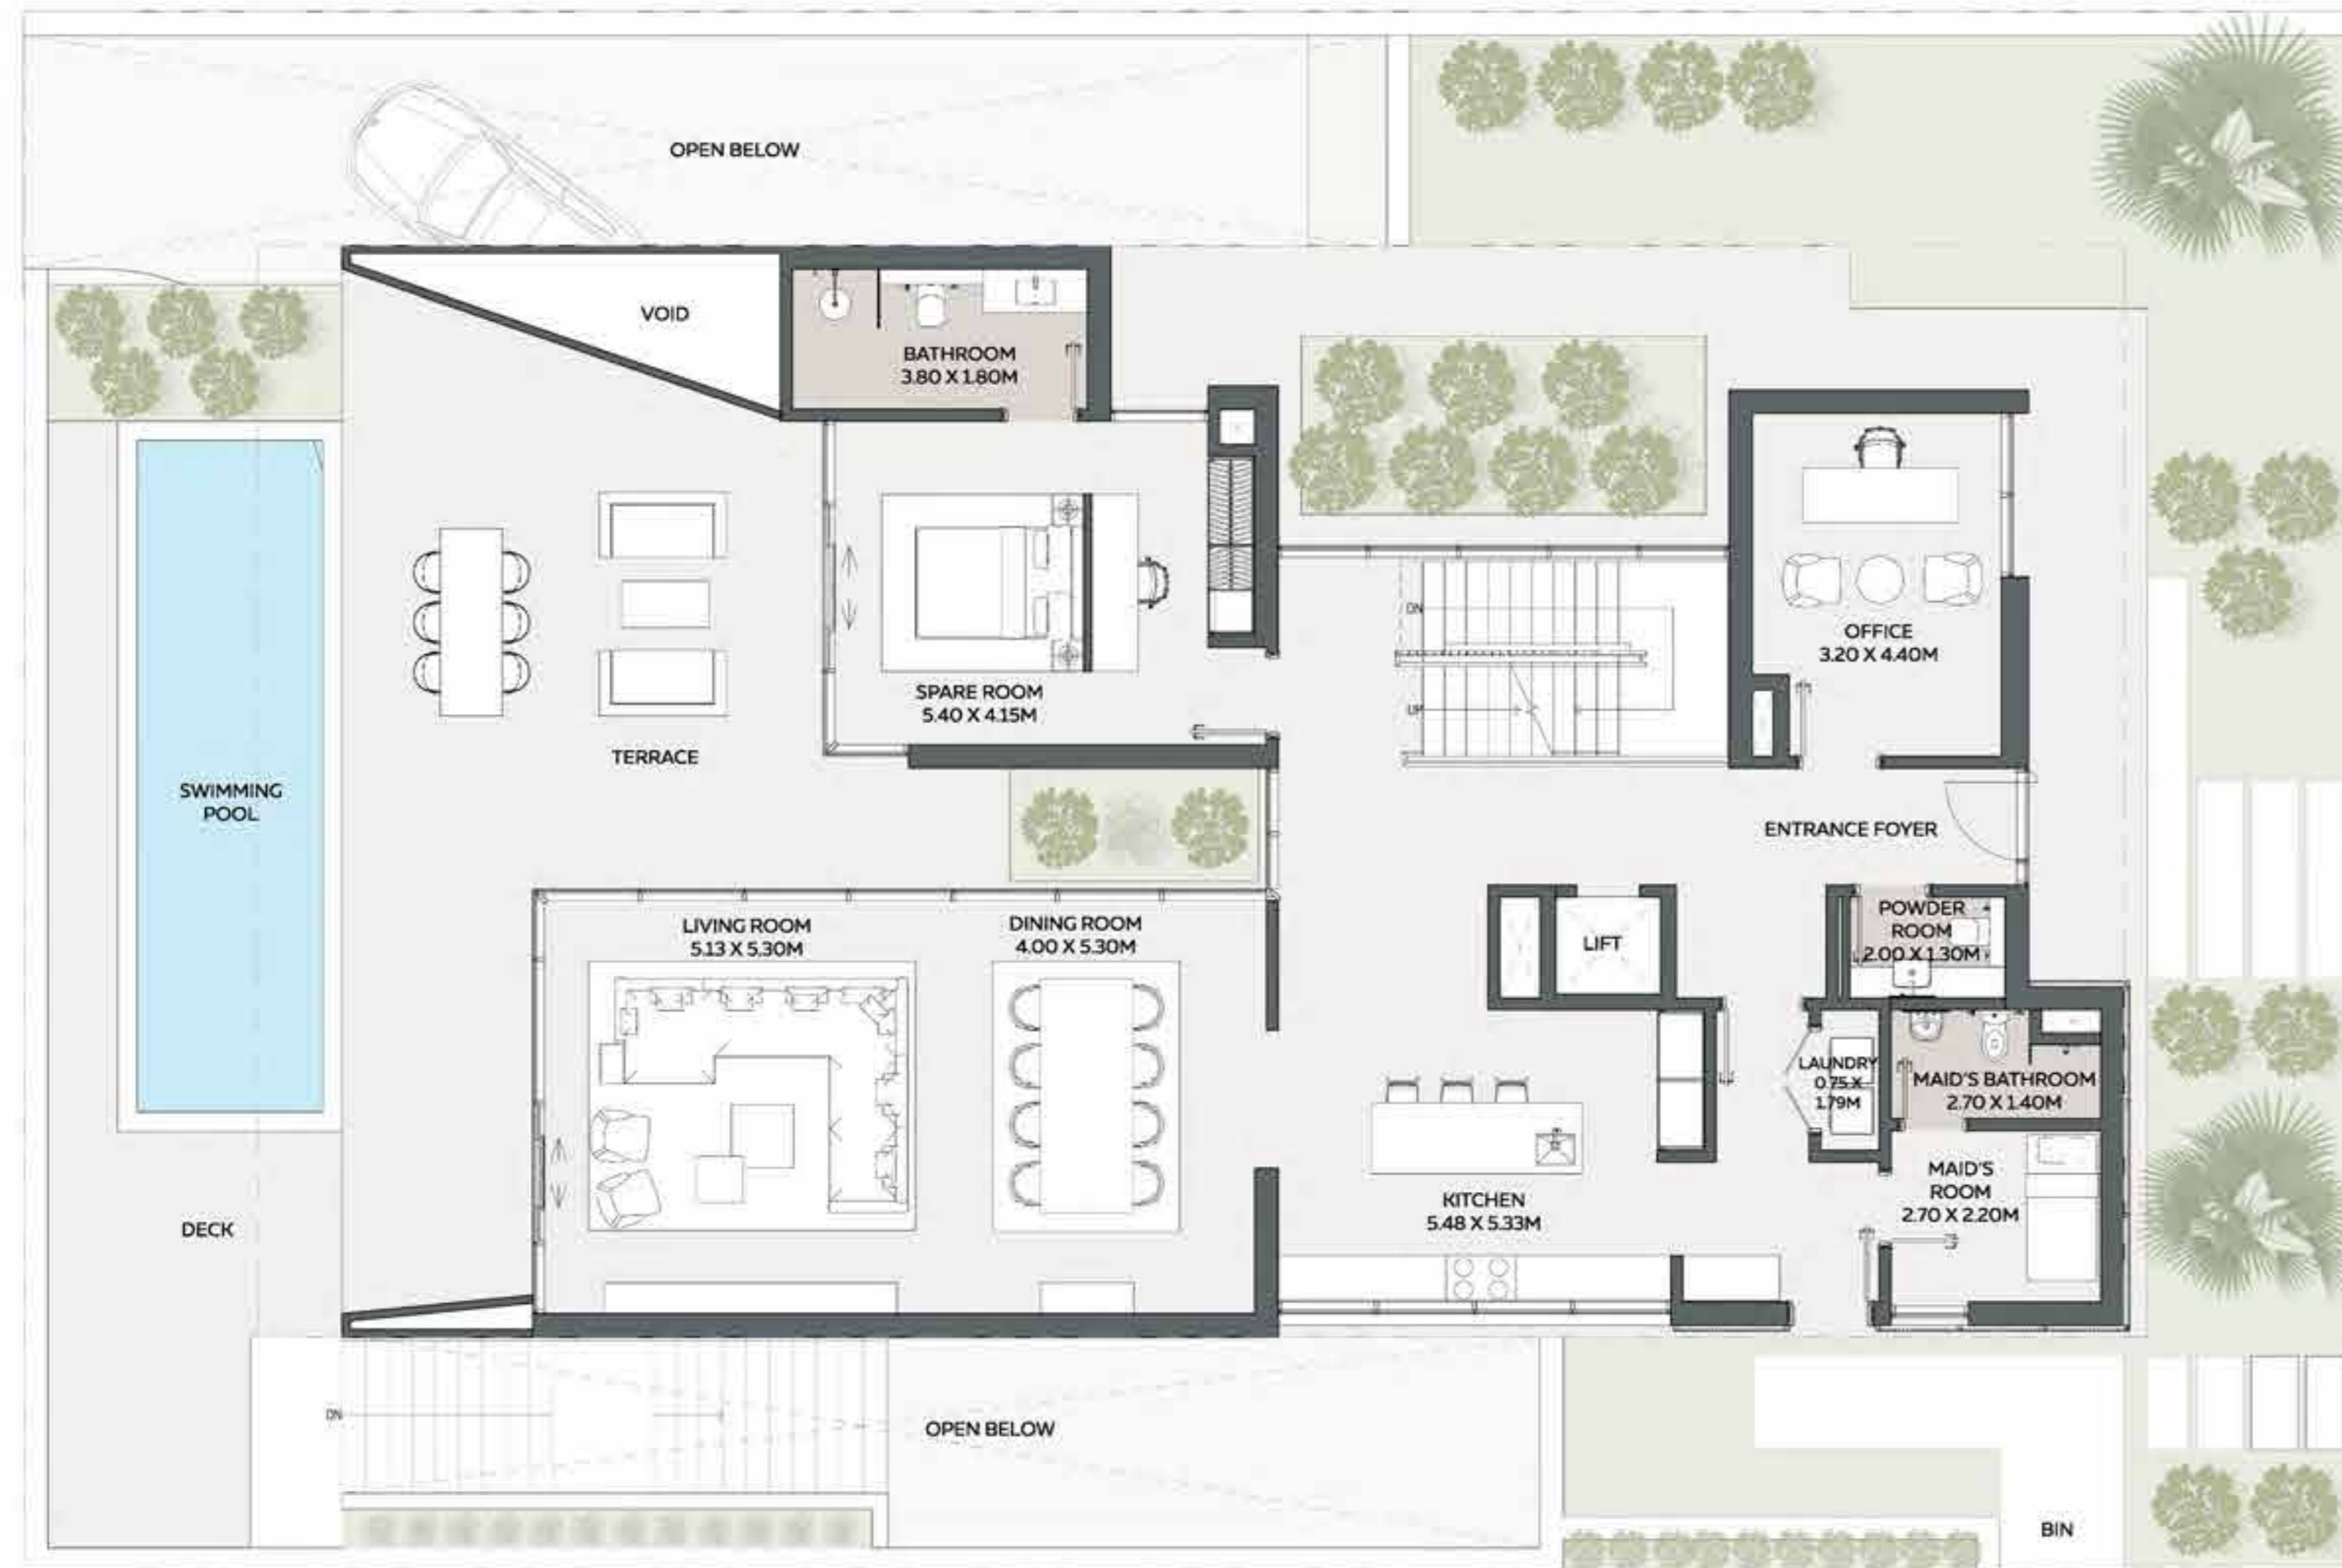 OPEN BELOW
VOID
BATHROOM
3.80 X 1.80M
SPARE ROOM
5.40 X 4.15M
DN
UP
OFFICE
3.20 X 4.40M
TERRACE
SWIMMING
POOL
ENTRANCE FOYER
LIVING ROOM
5.13 X 5.30M
DINING ROOM
4.00 X 5.30M
LIFT
POWDER
ROOM
2.00 X 1.30M
LAUNDRY
0.75 X
1.79M
MAID'S BATHROOM
2.70 X 1.40M
MAID'S
ROOM
2.70 X 2.20M
KITCHEN
5.48 X 5.33M
DECK
DN
OPEN BELOW
BIN